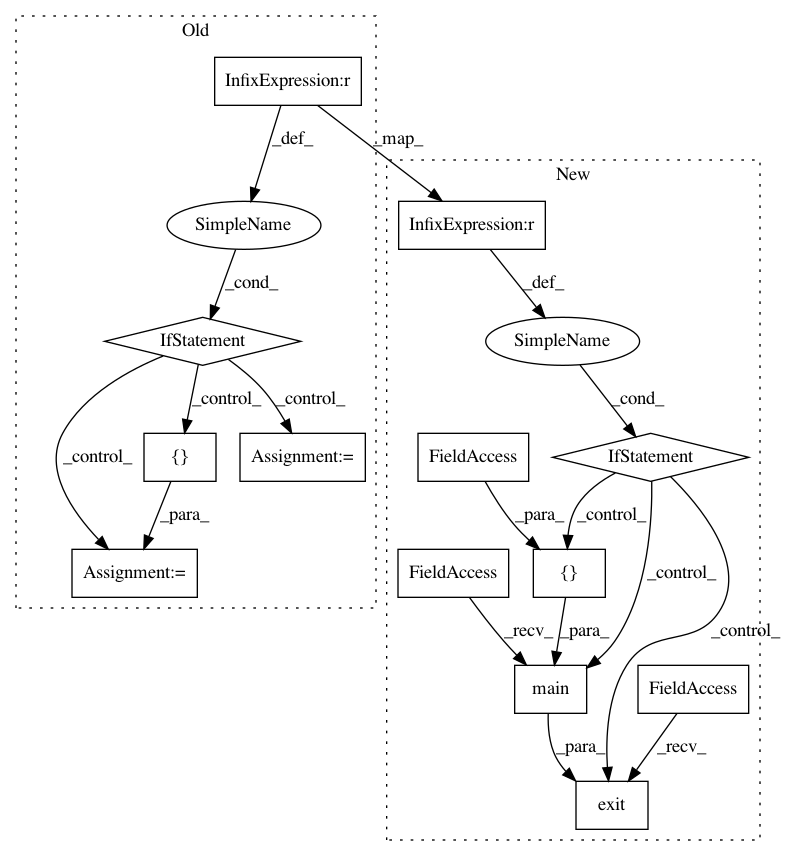 Old
InfixExpression:r
_def_
_map_
New
SimpleName
InfixExpression:r
_cond_
_def_
IfStatement
SimpleName
_control_
_control_
_control_
_cond_
{}
Assignment:=
FieldAccess
IfStatement
_para_
_para_
_control_
Assignment:=
FieldAccess
{}
_control_
_recv_
_para_
_control_
main
FieldAccess
_para_
_recv_
exit